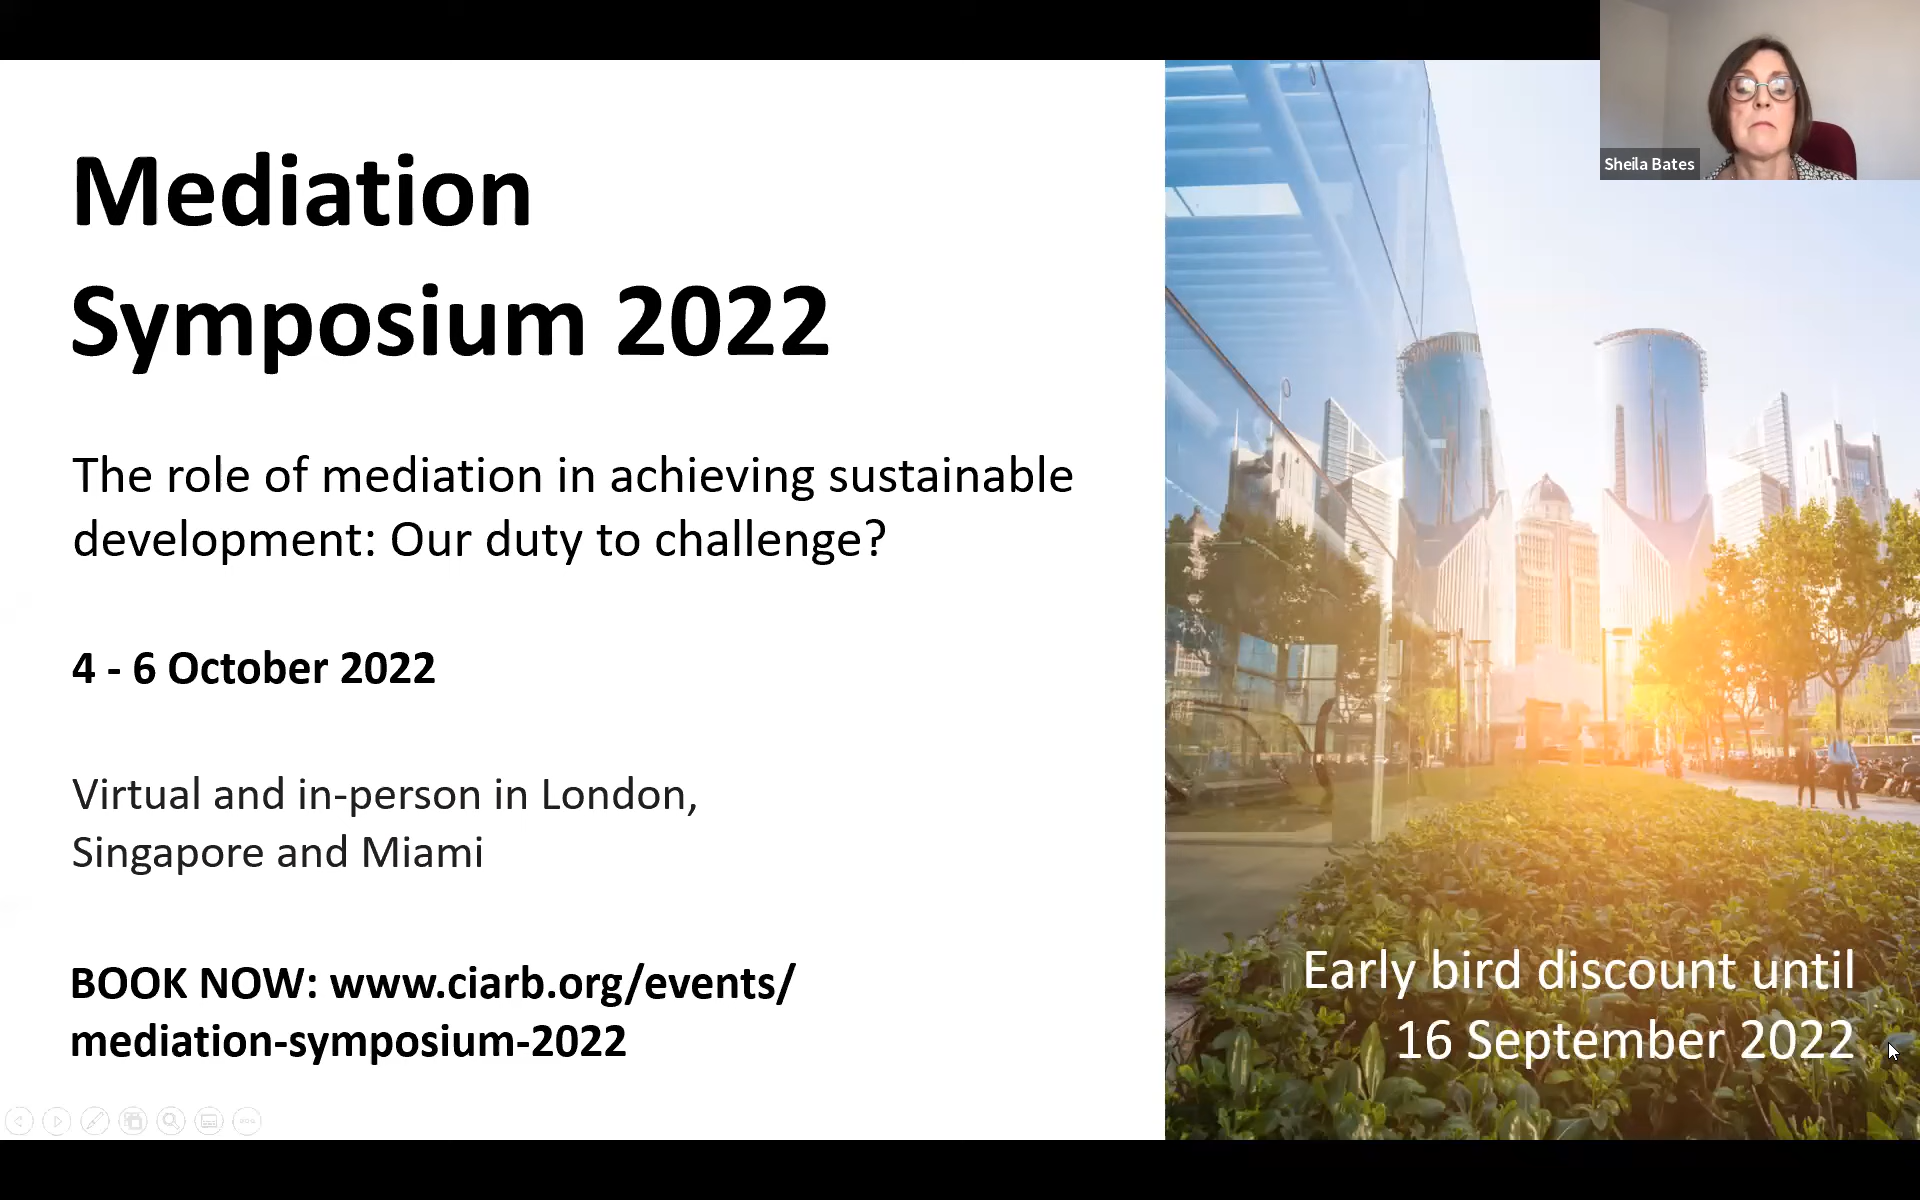 Mediation
Symposium 2022
The role of mediation in achieving sustainable
development: Our duty to challenge?
4 - 6 October 2022
Virtual and in-person in London,
Singapore and Miami
BOOK NOW: www.ciarb.org/events/
mediation-symposium-2022
Sheila Bates
Early bird discount until
16 September 2022